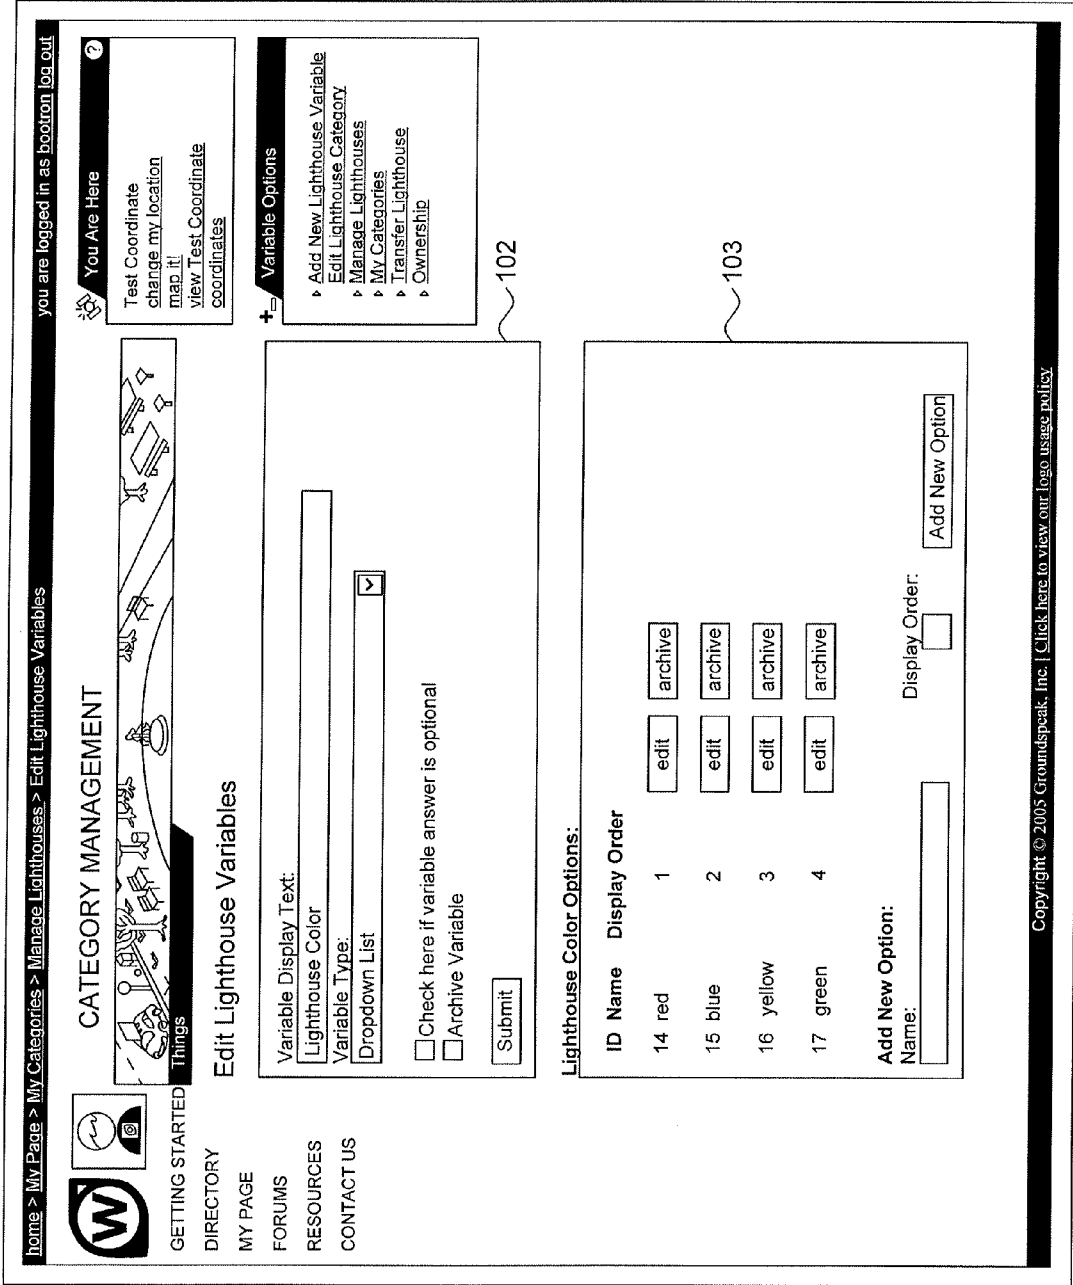 home > My Page > My Categories > Manage Lighthouses > Edit Lighthouse Variables
you are logged in as bootron log out
W
GETTING STARTED
DIRECTORY
MY PAGE
FORUMS
RESOURCES
CONTACT US
CATEGORY MANAGEMENT
Things
Edit Lighthouse Variables
Variable Display Text:
Lighthouse Color
Variable Type:
Dropdown List
Check here if variable answer is optional
Archive Variable
Submit
102
Lighthouse Color Options:
ID Name Display Order
14 red 1 edit archive
15 blue 2 edit archive
16 yellow 3 edit archive
17 green 4 edit archive
Add New Option:
Name:
Display Order:
Add New Option
103
You Are Here ?
Test Coordinate
change my location
map it!
view Test Coordinate
coordinates
Variable Options
Add New Lighthouse Variable
Edit Lighthouse Category
Manage Lighthouses
My Categories
Transfer Lighthouse
Ownership
Copyright © 2005 Groundspeak, Inc. | Click here to view our logo usage policy